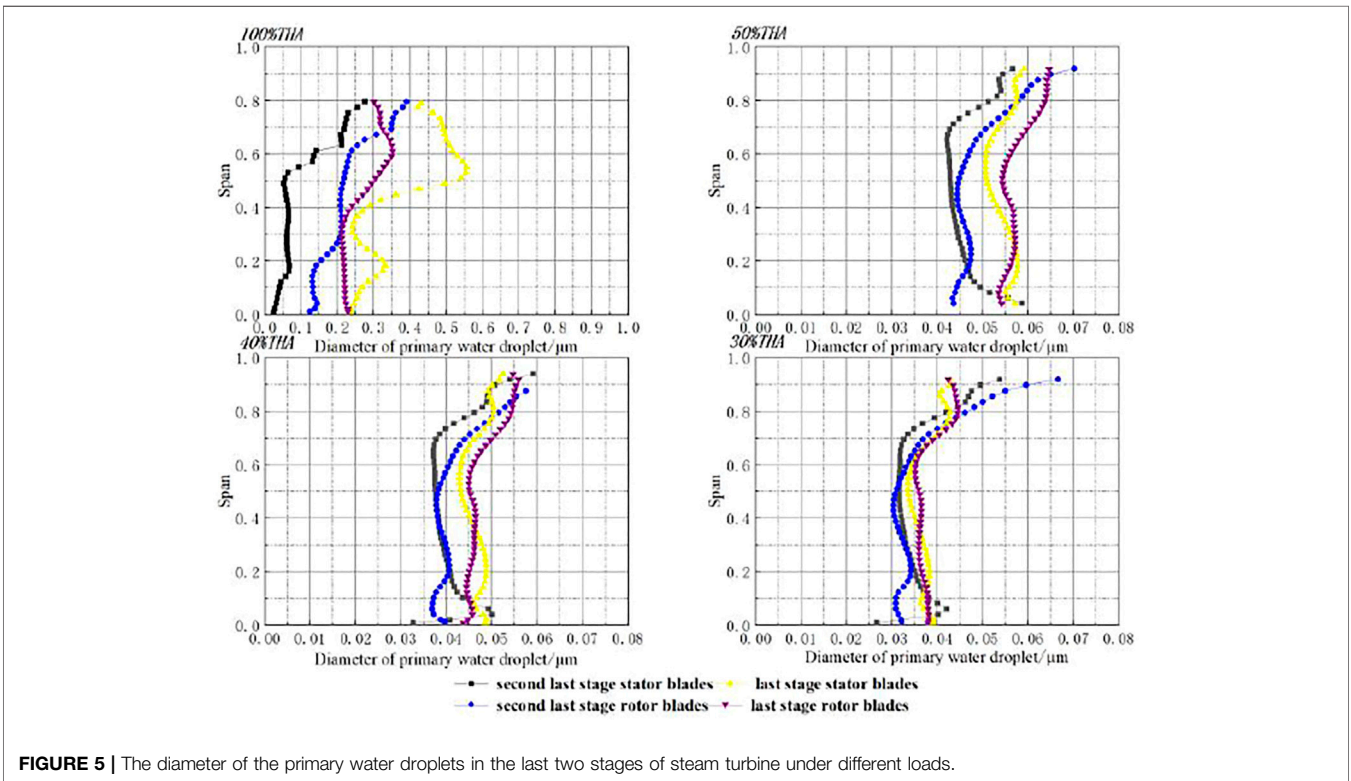 100%THA
50%THA
1.0
0.8
0.6
0.4
0.2
0.0
Span
0.0 0.1 0.2 0.3 0.4 0.5 0.6 0.7 0.8 0.9 1.0
Diameter of primary water droplet/μm
1.0
0.8
0.6
0.4
0.2
0.0
Span
0.00 0.01 0.02 0.03 0.04 0.05 0.06 0.07 0.08
Diameter of primary water droplet/μm
40%THA
30%THA
1.0
0.8
0.6
0.4
0.2
0.0
Span
0.00 0.01 0.02 0.03 0.04 0.05 0.06 0.07 0.08
Diameter of primary water droplet/μm
1.0
0.8
0.6
0.4
0.2
0.0
Span
0.00 0.01 0.02 0.03 0.04 0.05 0.06 0.07 0.08
Diameter of primary water droplet/μm
second last stage stator blades last stage stator blades
second last stage rotor blades last stage rotor blades
FIGURE 5 | The diameter of the primary water droplets in the last two stages of steam turbine under different loads.